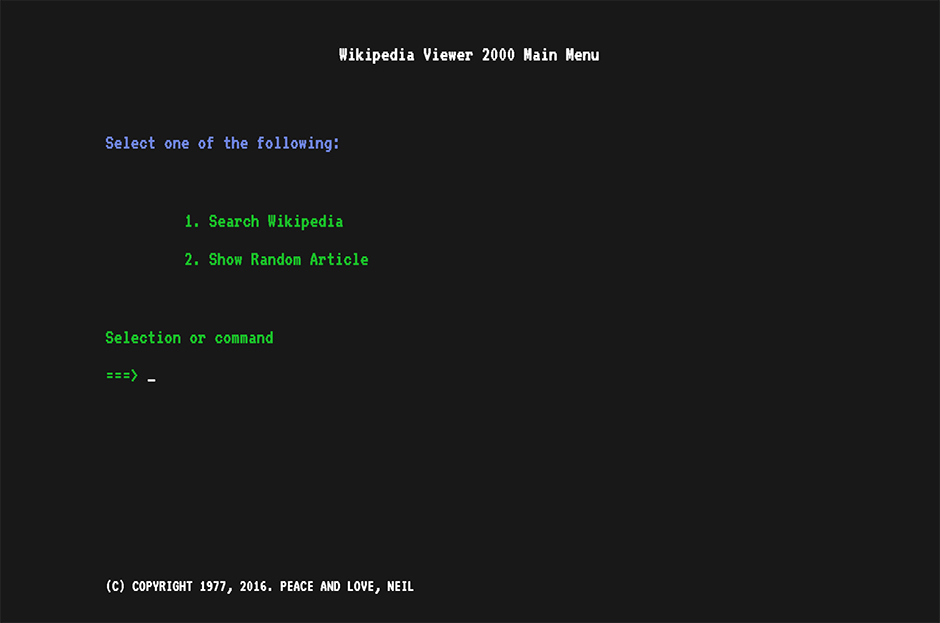 Wikipedia Viewer 2000 Main Menu
Select one of the following:
1. Search Wikipedia
2. Show Random Article
Selection or command
===> _
(C) COPYRIGHT 1977, 2016. PEACE AND LOVE, NEIL